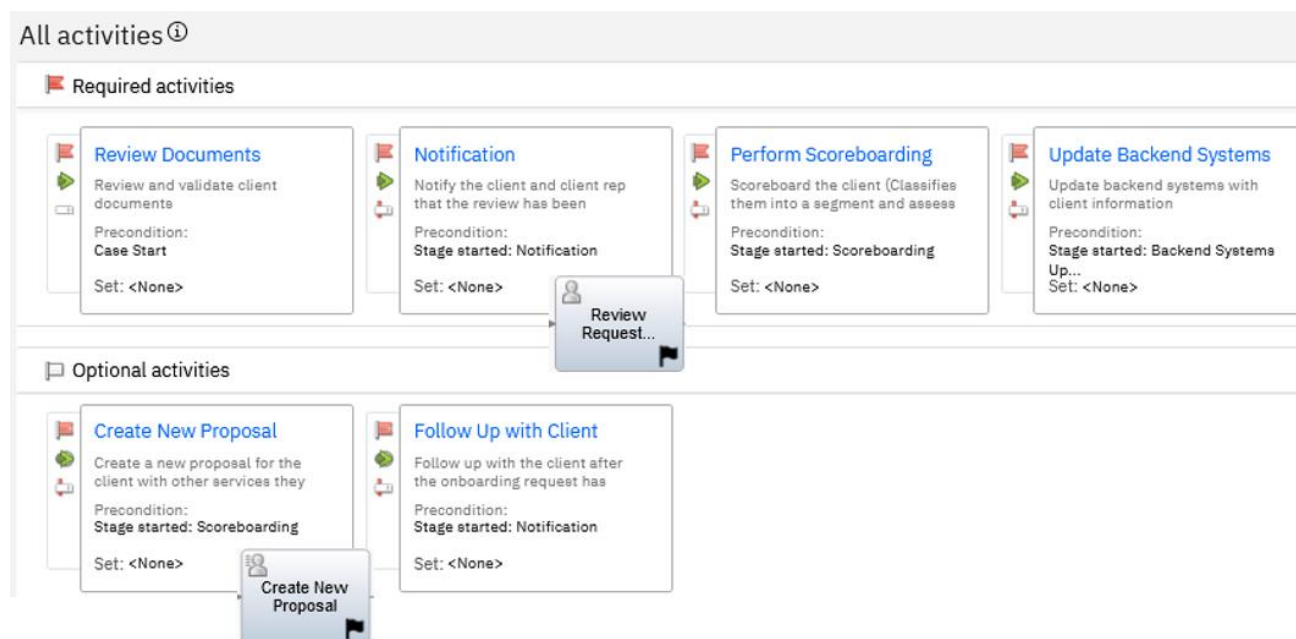 All activities
Required activities
Review Documents
Review and validate client
documents
Precondition:
Case Start
Set: <None>
Notification
Notify the client and client rep
that the review has been
Precondition:
Stage started: Notification
Set: <None>
Perform Scoreboarding
Scoreboard the client (Classifies
them into a segment and assess
Precondition:
Stage started: Scoreboarding
Set: <None>
Update Backend Systems
Update backend systems with
client information
Precondition:
Stage started: Backend Systems
Up...
Set: <None>
Review
Request...
Optional activities
Create New Proposal
Create a new proposal for the
client with other services they
Precondition:
Stage started: Scoreboarding
Set: <None>
Follow Up with Client
Follow up with the client after
the onboarding request has
Precondition:
Stage started: Notification
Set: <None>
Create New
Proposal